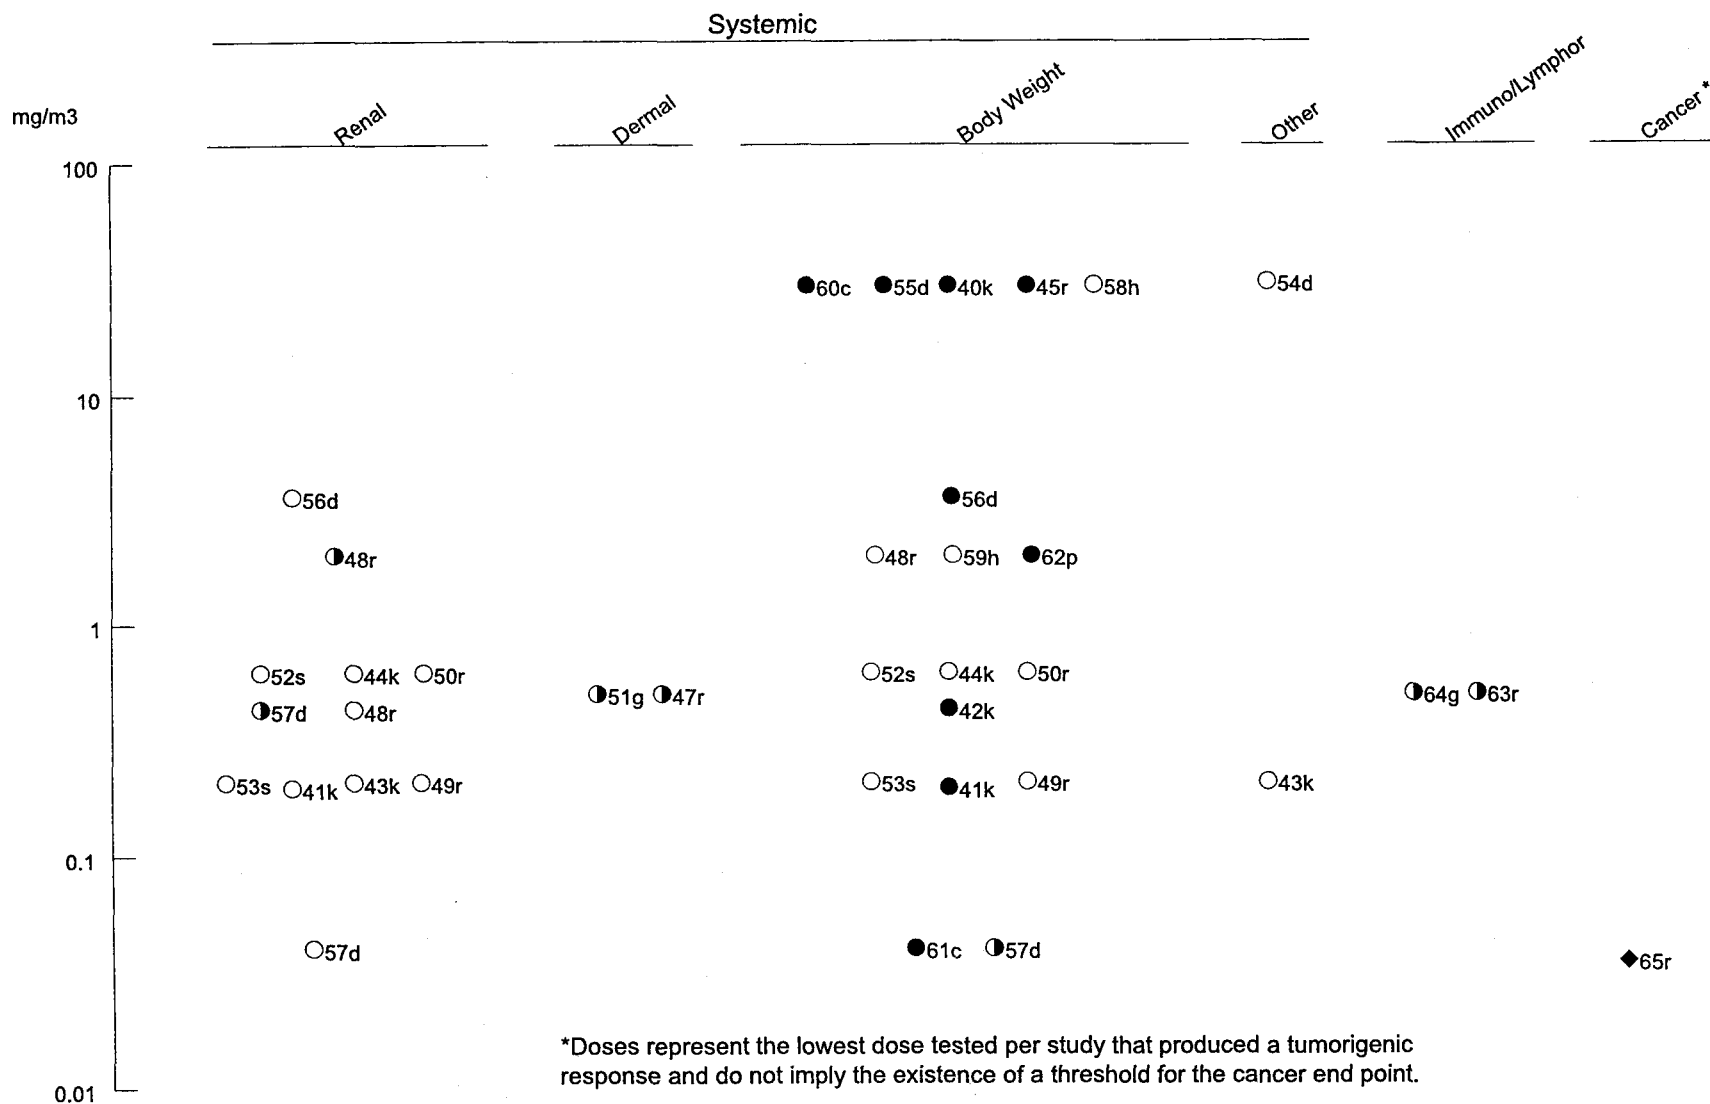 Systemic
mg/m3
Renal
Dermal
Body Weight
Other
Immuno/Lymphor
Cancer *
100
60c 55d 40k 45r 58h 54d
10
56d 56d
48r 48r 59h 62p
1
52s 44k 50r 52s 44k 50r
51g 47r 64g 63r
57d 48r 42k
53s 41k 43k 49r 53s 41k 49r 43k
0.1
57d 61c 57d 65r
*Doses represent the lowest dose tested per study that produced a tumorigenic
response and do not imply the existence of a threshold for the cancer end point.
0.01